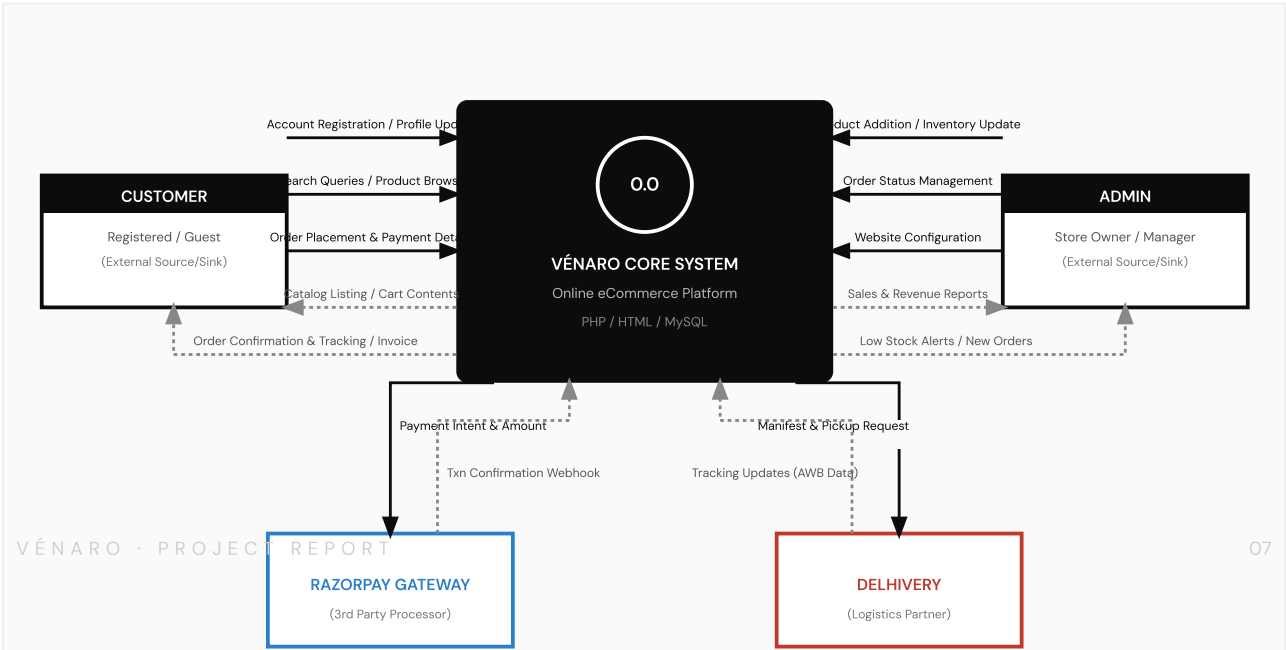 Account Registration / Profile Upd
duct Addition / Inventory Update
0.0
earch Queries / Product Brows
Order Status Management
CUSTOMER
ADMIN
Registered / Guest
Order Placement & Payment Deta
Website Configuration
Store Owner / Manager
(External Source/Sink)
(External Source/Sink)
VÉNARO CORE SYSTEM
Online eCommerce Platform
PHP / HTML / MySQL
Catalog Listing / Cart Contents
Sales & Revenue Reports
Order Confirmation & Tracking / Invoice
Low Stock Alerts / New Orders
Payment Intent & Amount
Manifest & Pickup Request
Txn Confirmation Webhook
Tracking Updates (AWB Data)
VÉNARO · PROJECT REPORT
07
RAZORPAY GATEWAY
(3rd Party Processor)
DELHIVERY
(Logistics Partner)